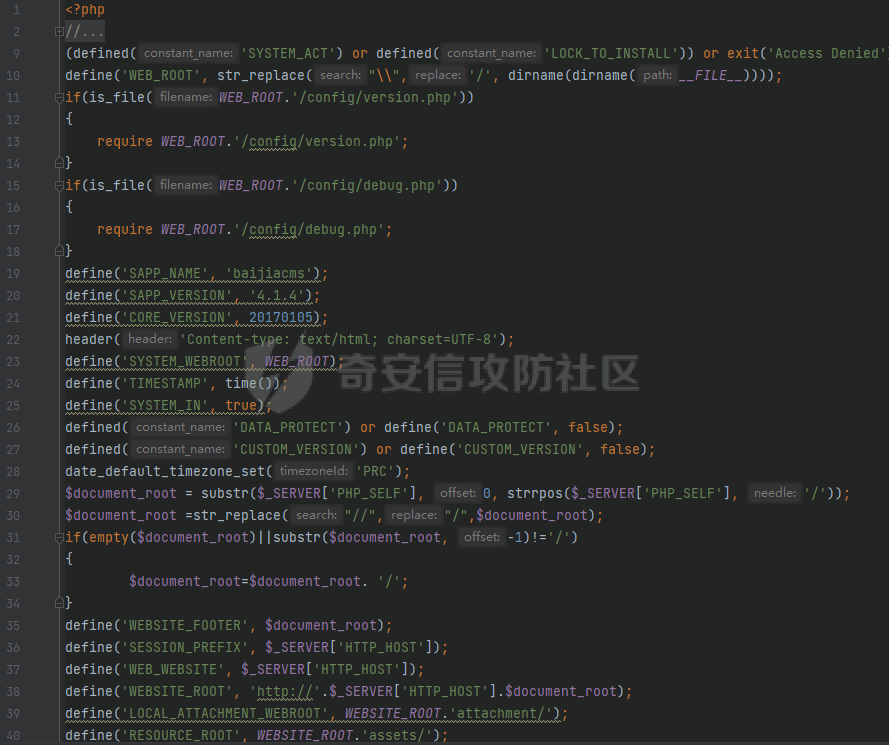 1 <?php
2 //...
9 (defined( constant_name: 'SYSTEM_ACT') or defined( constant_name: 'LOCK_TO_INSTALL')) or exit('Access Denied')
10 define('WEB_ROOT', str_replace( search: "\\", replace: '/', dirname(dirname( path: __FILE__))));
11 if(is_file( filename: WEB_ROOT.'/config/version.php'))
12 {
13 require WEB_ROOT.'/config/version.php';
14 }
15 if(is_file( filename: WEB_ROOT.'/config/debug.php'))
16 {
17 require WEB_ROOT.'/config/debug.php';
18 }
19 define('SAPP_NAME', 'baijiacms');
20 define('SAPP_VERSION', '4.1.4');
21 define('CORE_VERSION', 20170105);
22 header( header: 'Content-type: text/html; charset=UTF-8');
23 define('SYSTEM_WEBROOT', WEB_ROOT);
奇安信攻防社区
24 define('TIMESTAMP', time());
25 define('SYSTEM_IN', true);
26 defined( constant_name: 'DATA_PROTECT') or define('DATA_PROTECT', false);
27 defined( constant_name: 'CUSTOM_VERSION') or define('CUSTOM_VERSION', false);
28 date_default_timezone_set( timezoneId: 'PRC');
29 $document_root = substr($_SERVER['PHP_SELF'], offset: 0, strrpos($_SERVER['PHP_SELF'], needle: '/'));
30 $document_root =str_replace( search: "//", replace: "/",$document_root);
31 if(empty($document_root)||substr($document_root, offset: -1)!='/')
32 {
33 $document_root=$document_root. '/';
34 }
35 define('WEBSITE_FOOTER', $document_root);
36 define('SESSION_PREFIX', $_SERVER['HTTP_HOST']);
37 define('WEB_WEBSITE', $_SERVER['HTTP_HOST']);
38 define('WEBSITE_ROOT', 'http://'.$_SERVER['HTTP_HOST'].$document_root);
39 define('LOCAL_ATTACHMENT_WEBROOT', WEBSITE_ROOT.'attachment/');
40 define('RESOURCE_ROOT', WEBSITE_ROOT.'assets/');